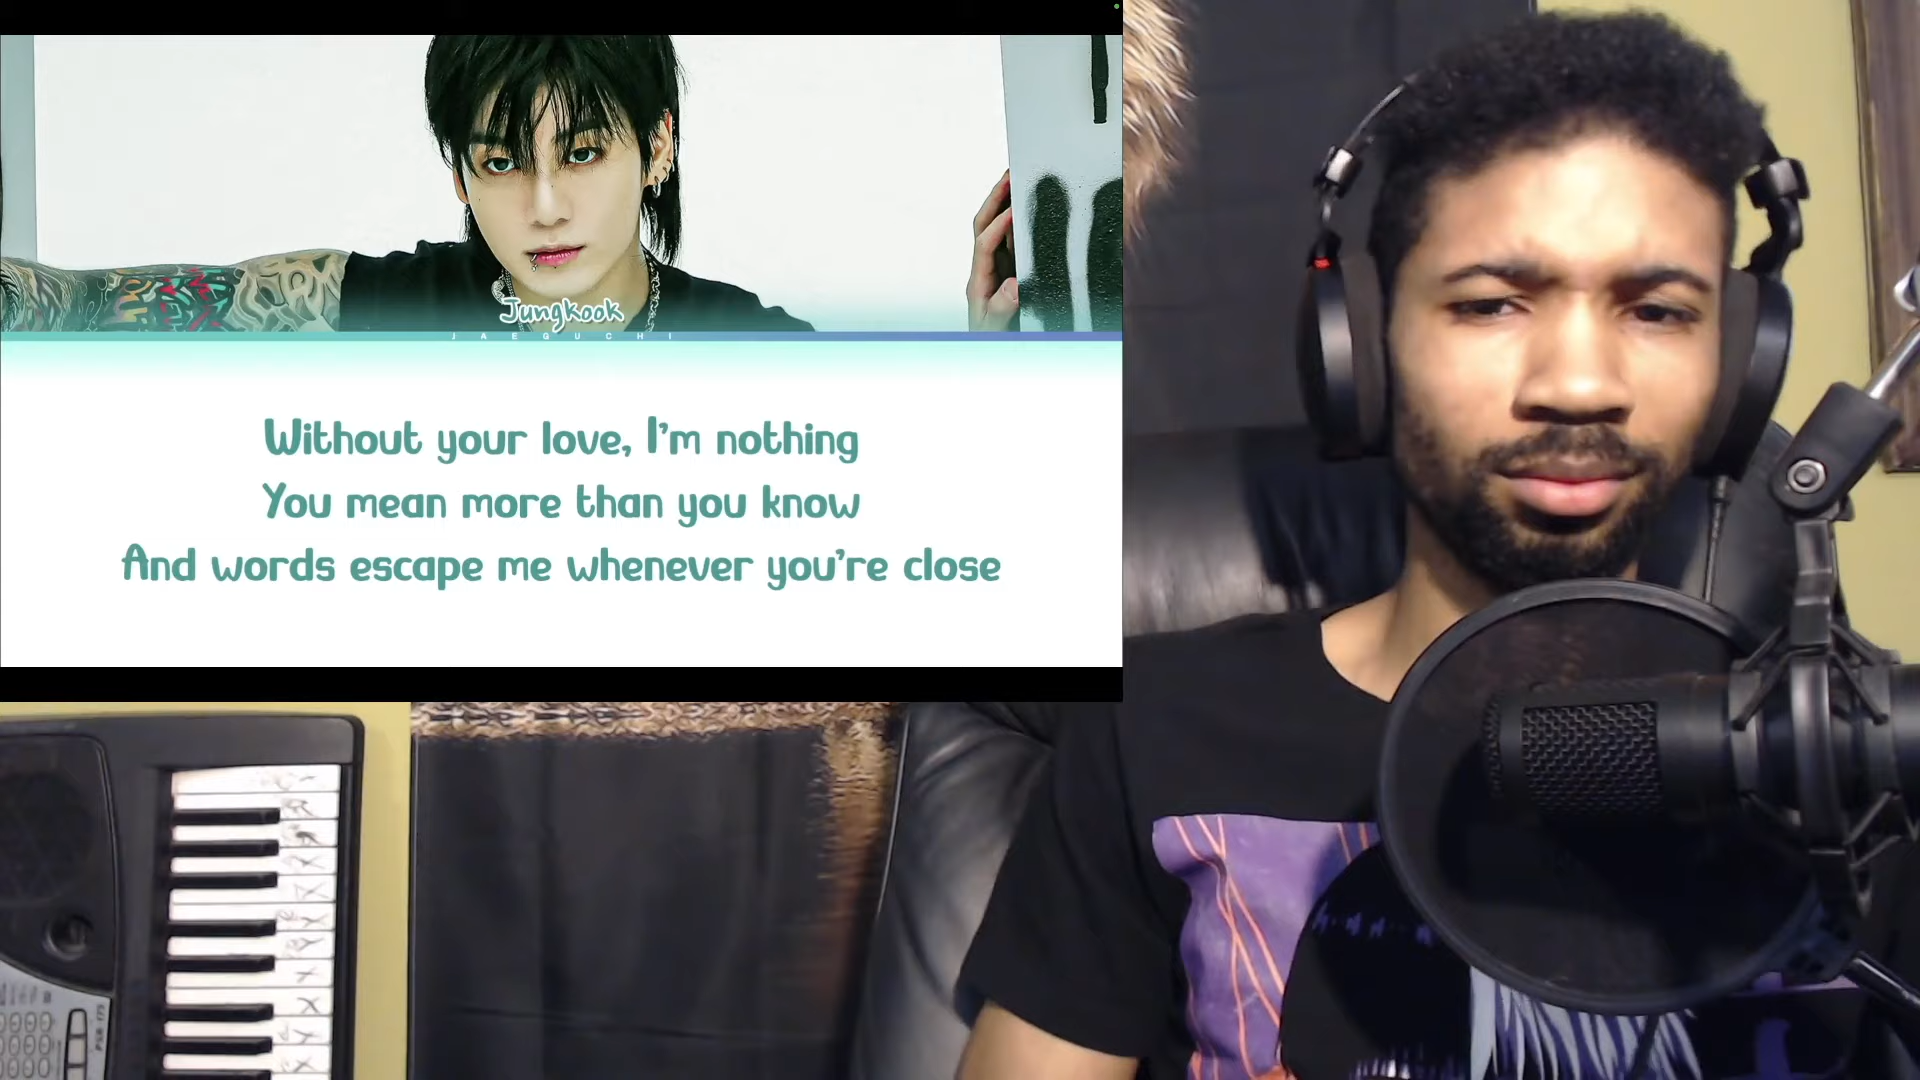 Jungkook
JAEGUCHI
Without your love, I'm nothing
You mean more than you know
And words escape me whenever you're close